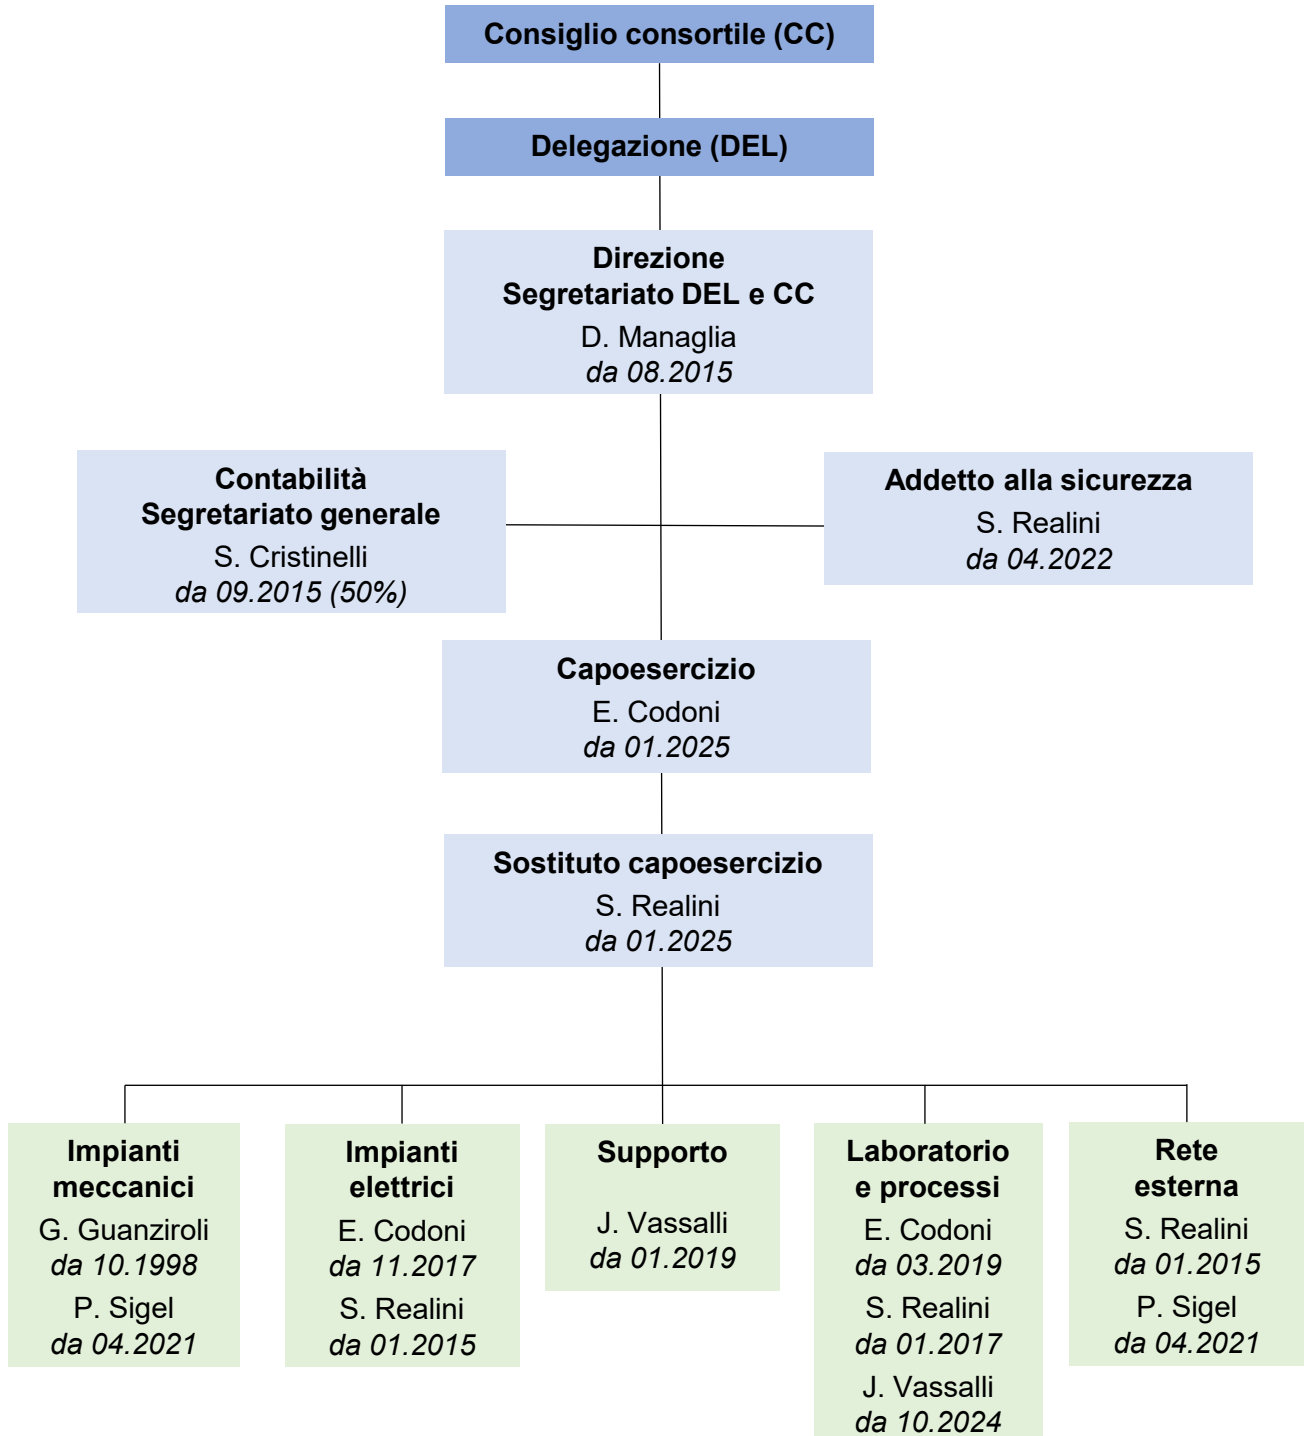 Consiglio consortile (CC)
Delegazione (DEL)
Direzione
Segretariato DEL e CC
D. Managlia
da 08.2015
Contabilità
Segretariato generale
S. Cristinelli
da 09.2015 (50%)
Addetto alla sicurezza
S. Realini
da 04.2022
Capoesercizio
E. Codoni
da 01.2025
Sostituto capoesercizio
S. Realini
da 01.2025
Impianti
meccanici
G. Guanziroli
da 10.1998
P. Sigel
da 04.2021
Impianti
elettrici
E. Codoni
da 11.2017
S. Realini
da 01.2015
Supporto
J. Vassalli
da 01.2019
Laboratorio
e processi
E. Codoni
da 03.2019
S. Realini
da 01.2017
J. Vassalli
da 10.2024
Rete
esterna
S. Realini
da 01.2015
P. Sigel
da 04.2021